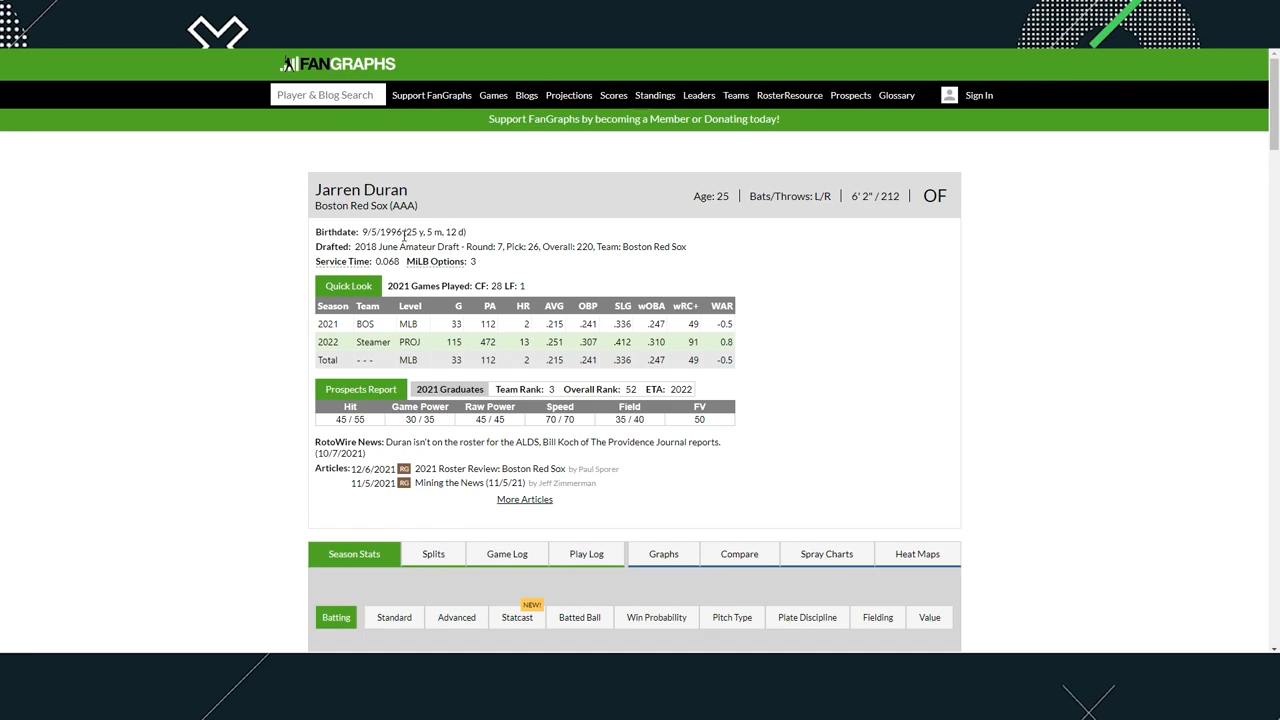 FANGRAPHS
Player & Blog Search Support FanGraphs Games Blogs Projections Scores Standings Leaders Teams RosterResource Prospects Glossary Sign In
Support FanGraphs by becoming a Member or Donating today!
Jarren Duran
Boston Red Sox (AAA)
Age: 25 | Bats/Throws: L/R | 6' 2" / 212 | OF
Birthdate: 9/5/1996 (25 y, 5 m, 12 d)
Drafted: 2018 June Amateur Draft - Round: 7, Pick: 26, Overall: 220, Team: Boston Red Sox
Service Time: 0.068 MiLB Options: 3
Quick Look 2021 Games Played: CF: 28 LF: 1
Season Team Level G PA HR AVG OBP SLG wOBA wRC+ WAR
2021 BOS MLB 33 112 2 .215 .241 .336 .247 49 -0.5
2022 Steamer PROJ 115 472 13 .251 .307 .412 .310 91 0.8
Total - - - MLB 33 112 2 .215 .241 .336 .247 49 -0.5
Prospects Report 2021 Graduates Team Rank: 3 Overall Rank: 52 ETA: 2022
Hit Game Power Raw Power Speed Field FV
45 / 55 30 / 35 45 / 45 70 / 70 35 / 40 50
RotoWire News: Duran isn't on the roster for the ALDS, Bill Koch of The Providence Journal reports.
(10/7/2021)
Articles: 12/6/2021 RG 2021 Roster Review: Boston Red Sox by Paul Sporer
11/5/2021 RG Mining the News (11/5/21) by Jeff Zimmerman
More Articles
Season Stats Splits Game Log Play Log Graphs Compare Spray Charts Heat Maps
NEW!
Batting Standard Advanced Statcast Batted Ball Win Probability Pitch Type Plate Discipline Fielding Value